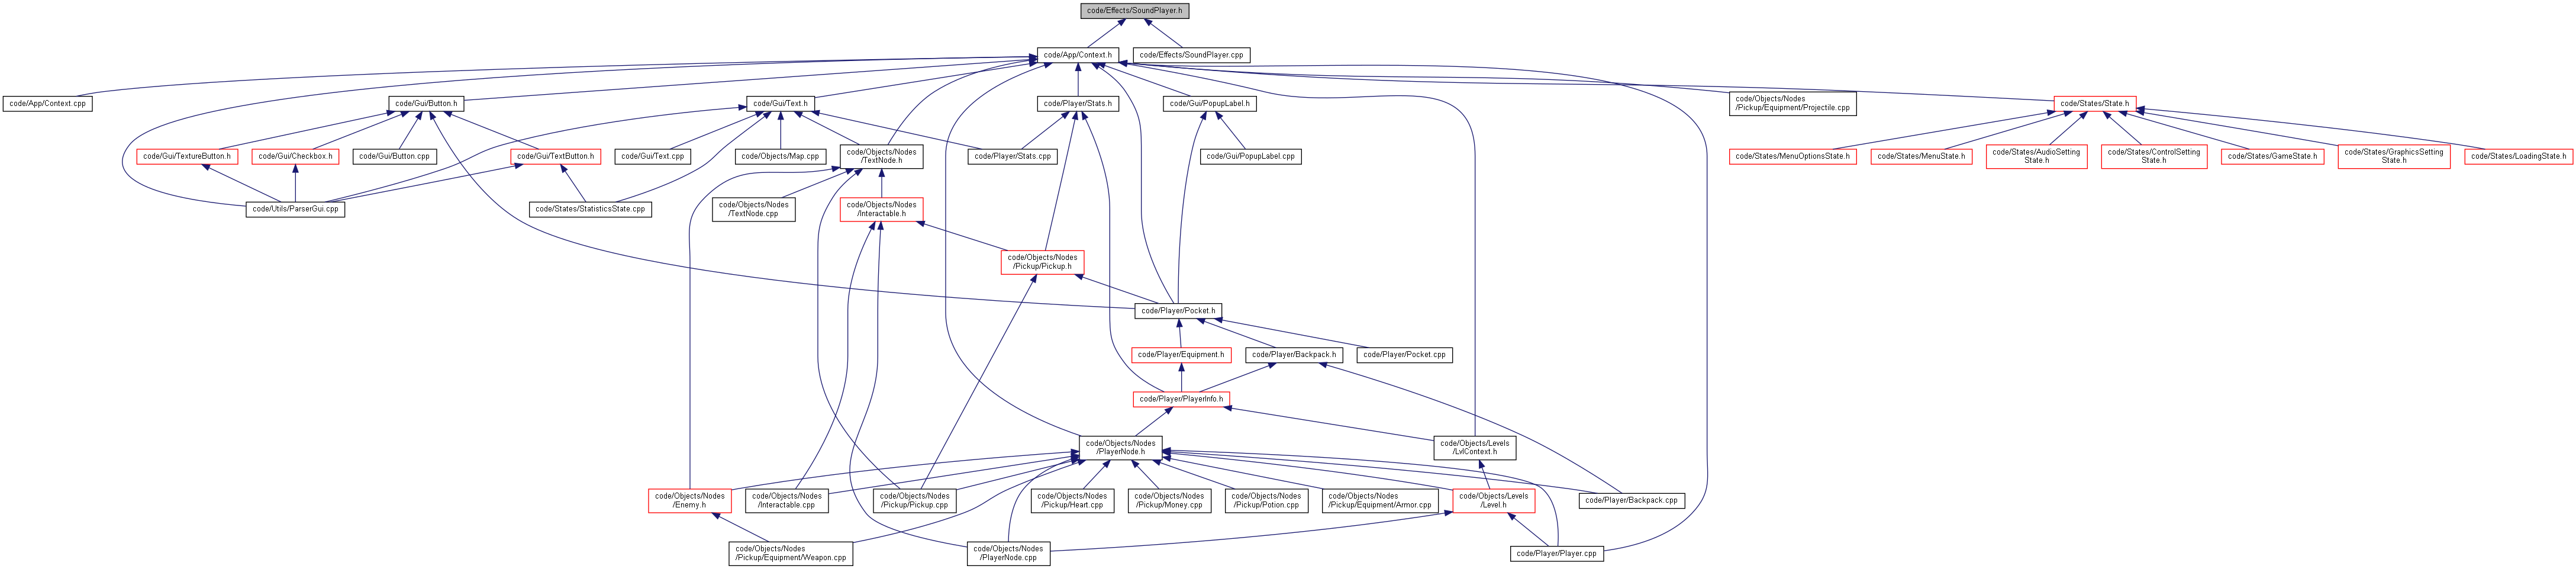 code/Effects/SoundPlayer.h
code/App/Context.h
code/Effects/SoundPlayer.cpp
code/App/Context.cpp
code/Gui/Button.h
code/Gui/Text.h
code/Player/Stats.h
code/Gui/PopupLabel.h
code/Objects/Nodes
/Pickup/Equipment/Projectile.cpp
code/States/State.h
code/Gui/TextureButton.h
code/Gui/Checkbox.h
code/Gui/Button.cpp
code/Gui/TextButton.h
code/Gui/Text.cpp
code/Objects/Map.cpp
code/Objects/Nodes
/TextNode.h
code/Player/Stats.cpp
code/Gui/PopupLabel.cpp
code/States/MenuOptionsState.h
code/States/MenuState.h
code/States/AudioSetting
State.h
code/States/ControlSetting
State.h
code/States/GameState.h
code/States/GraphicsSetting
State.h
code/States/LoadingState.h
code/Utils/ParserGui.cpp
code/States/StatisticsState.cpp
code/Objects/Nodes
/TextNode.cpp
code/Objects/Nodes
/Interactable.h
code/Objects/Nodes
/Pickup/Pickup.h
code/Player/Pocket.h
code/Player/Equipment.h
code/Player/Backpack.h
code/Player/Pocket.cpp
code/Player/PlayerInfo.h
code/Objects/Nodes
/PlayerNode.h
code/Objects/Levels
/LvlContext.h
code/Objects/Nodes
/Enemy.h
code/Objects/Nodes
/Interactable.cpp
code/Objects/Nodes
/Pickup/Pickup.cpp
code/Objects/Nodes
/Pickup/Heart.cpp
code/Objects/Nodes
/Pickup/Money.cpp
code/Objects/Nodes
/Pickup/Potion.cpp
code/Objects/Nodes
/Pickup/Equipment/Armor.cpp
code/Objects/Levels
/Level.h
code/Player/Backpack.cpp
code/Objects/Nodes
/Pickup/Equipment/Weapon.cpp
code/Objects/Nodes
/PlayerNode.cpp
code/Player/Player.cpp